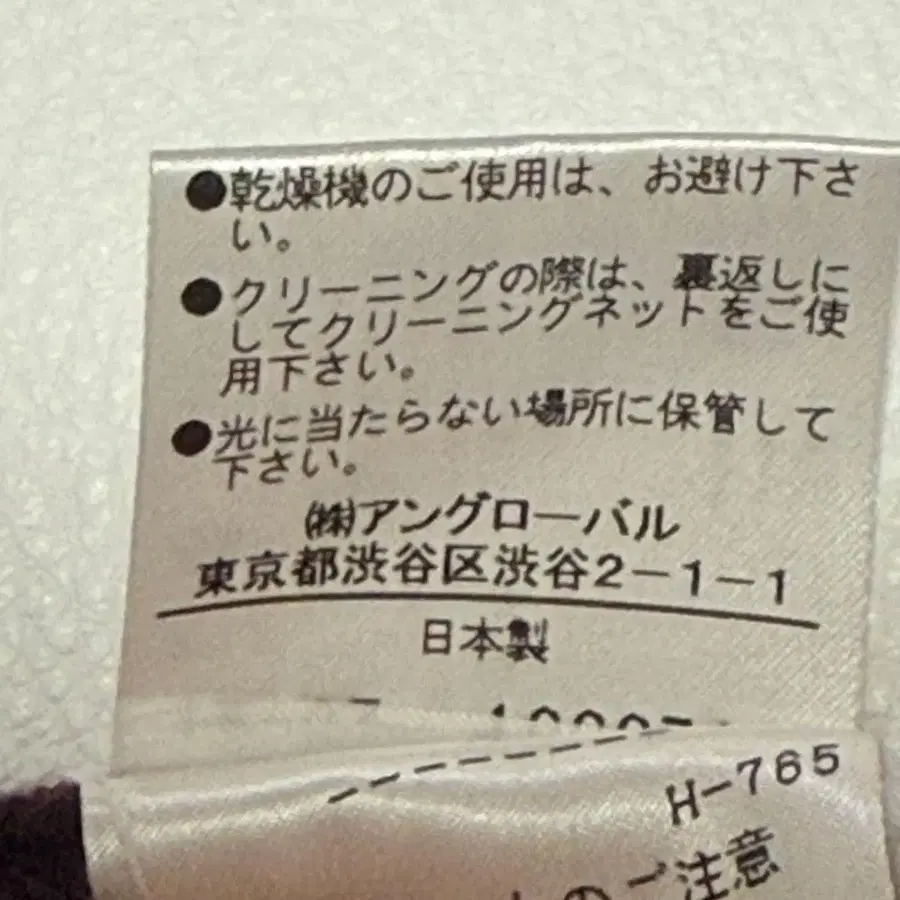 ●乾燥機のご使用は、お避け下さ
い。
●クリーニングの際は、裏返しに
してクリーニングネットをご使
用下さい。
●光に当たらない場所に保管して
下さい。
㈱アングローバル
東京都渋谷区渋谷2-1-1
日本製
H-765
のご注意